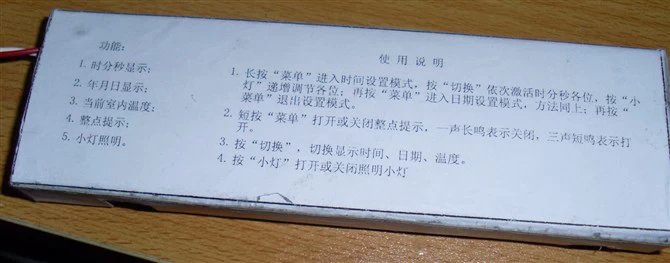 功能：
1. 时分秒显示；
2. 年月日显示；
3. 当前室内温度；
4. 整点提示；
5. 小灯照明。
使用说明
1. 长按“菜单”进入时间设置模式，按“切换”依次激活时分秒各位，按“小
灯”递增调节各位；再按“菜单”进入日期设置模式，方法同上；再按“
菜单”退出设置模式。
2. 短按“菜单”打开或关闭整点提示，一声长鸣表示关闭，三声短鸣表示打
开。
3. 按“切换”，切换显示时间、日期、温度。
4. 按“小灯”打开或关闭照明小灯